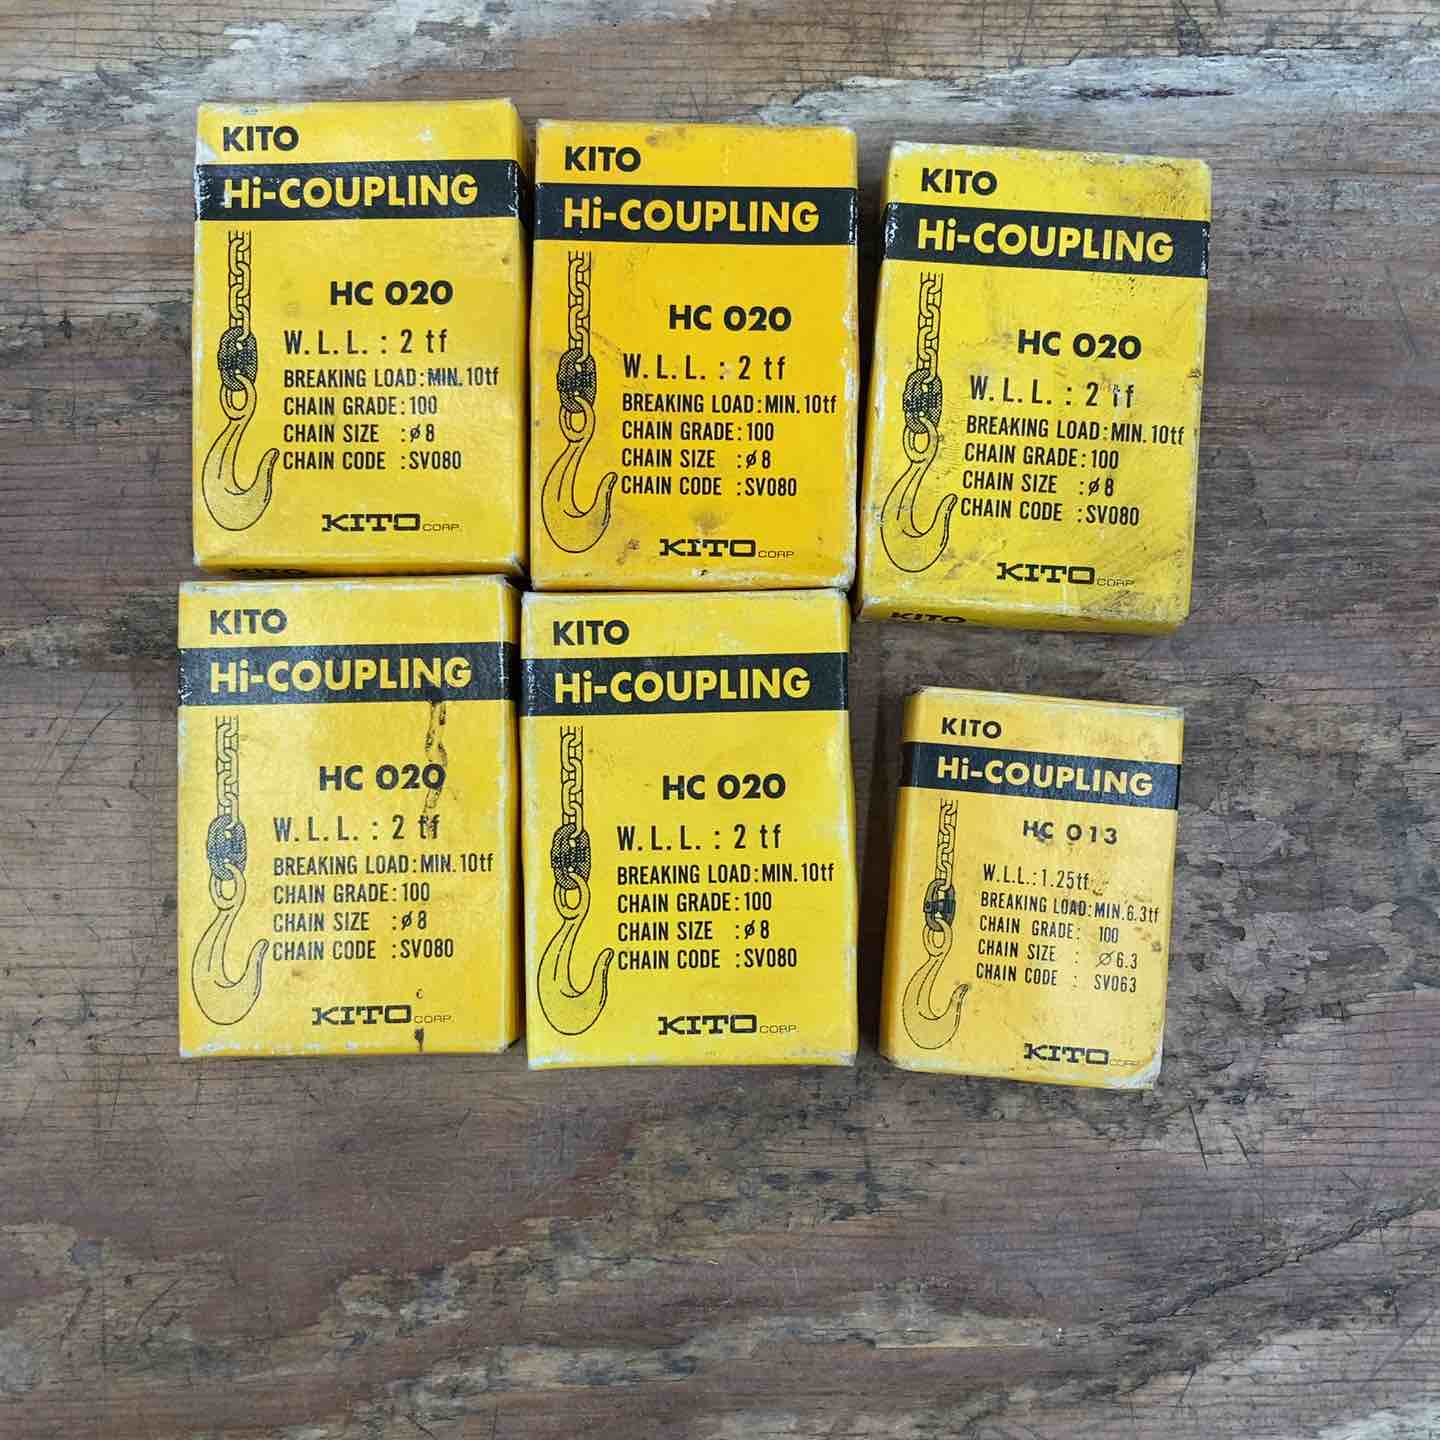 KITO
Hi-COUPLING
HC 020
W.L.L. : 2 tf
BREAKING LOAD:MIN.10tf
CHAIN GRADE:100
CHAIN SIZE :ø8
CHAIN CODE :SV080
KITO CORP.
KITO
KITO
Hi-COUPLING
HC 020
W.L.L. : 2 tf
BREAKING LOAD:MIN.10tf
CHAIN GRADE:100
CHAIN SIZE :ø8
CHAIN CODE :SV080
KITO CORP
KITO
Hi-COUPLING
HC 020
W.L.L. : 2 tf
BREAKING LOAD:MIN.10tf
CHAIN GRADE:100
CHAIN SIZE :ø8
CHAIN CODE :SV080
KITO CORP.
KITO
KITO
Hi-COUPLING
HC 020
W.L.L. : 2 tf
BREAKING LOAD:MIN.10tf
CHAIN GRADE:100
CHAIN SIZE :ø8
CHAIN CODE :SV080
KITO CORP.
KITO
Hi-COUPLING
HC 020
W.L.L. : 2 tf
BREAKING LOAD:MIN.10tf
CHAIN GRADE:100
CHAIN SIZE :ø8
CHAIN CODE :SV080
KITO CORP.
KITO
Hi-COUPLING
HC 013
W.L.L.:1.25tf
BREAKING LOAD:MIN.6.3tf
CHAIN GRADE: 100
CHAIN SIZE : ø6.3
CHAIN CODE : SV063
KITO CORP.